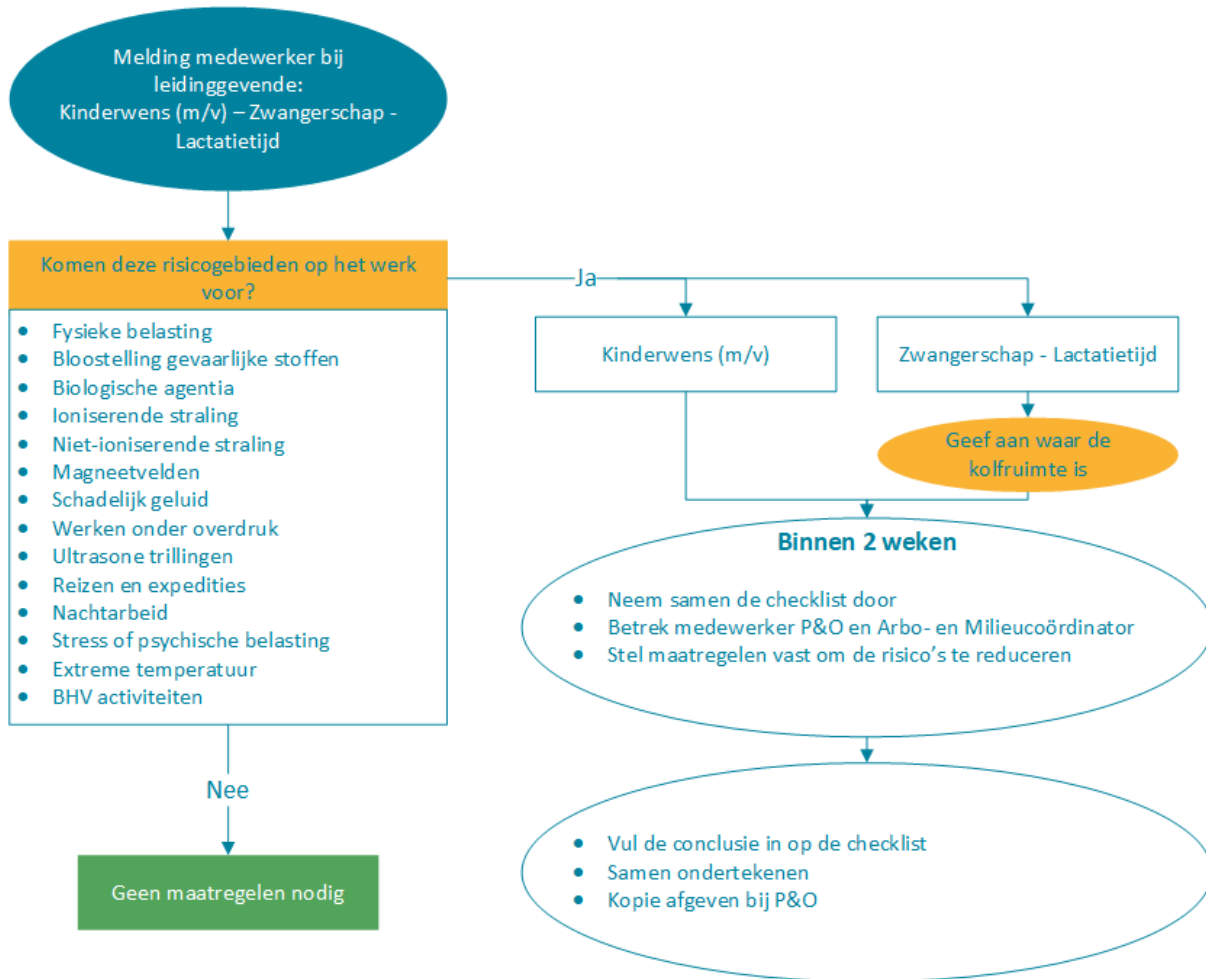 Melding medewerker bij
leidinggevende:
Kinderwens (m/v) – Zwangerschap -
Lactatietijd
Komen deze risicogebieden op het werk
voor?
• Fysieke belasting
• Bloostelling gevaarlijke stoffen
• Biologische agentia
• Ioniserende straling
• Niet-ioniserende straling
• Magneetvelden
• Schadelijk geluid
• Werken onder overdruk
• Ultrasone trillingen
• Reizen en expedities
• Nachtarbeid
• Stress of psychische belasting
• Extreme temperatuur
• BHV activiteiten
Nee
Geen maatregelen nodig
Ja
Kinderwens (m/v)
Zwangerschap - Lactatietijd
Geef aan waar de
kolfruimte is
Binnen 2 weken
• Neem samen de checklist door
• Betrek medewerker P&O en Arbo- en Milieucoördinator
• Stel maatregelen vast om de risico's te reduceren
• Vul de conclusie in op de checklist
• Samen ondertekenen
• Kopie afgeven bij P&O